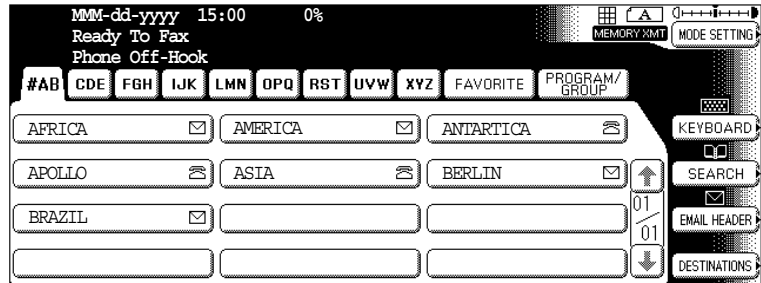 MMM-dd-yyyy 15:00 0%
Ready To Fax
Phone Off-Hook
A
MEMORY XMT
MODE SETTING
#AB CDE FGH IJK LMN OPQ RST UVW XYZ FAVORITE PROGRAM/
GROUP
AFRICA AMERICA ANTARTICA
KEYBOARD
APOLLO ASIA BERLIN
SEARCH
BRAZIL
01
01
EMAIL HEADER
DESTINATIONS